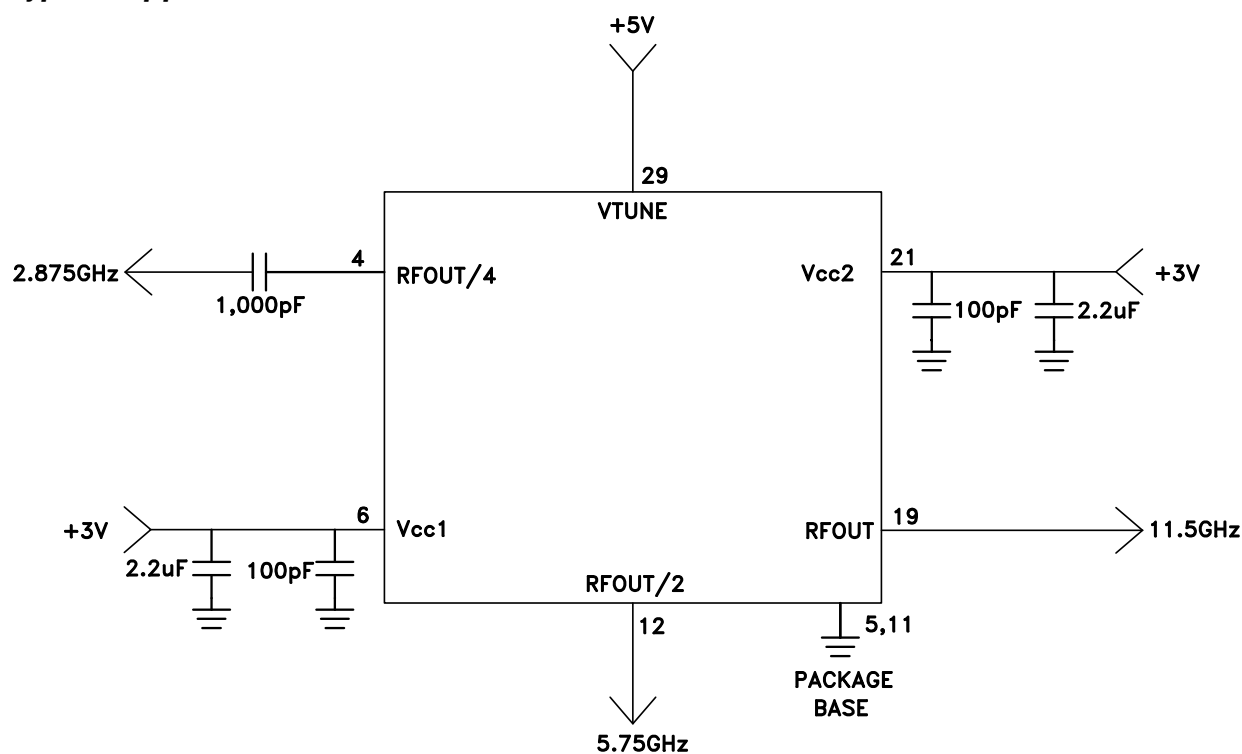 +5V
29
VTUNE
2.875GHz
4
RFOUT/4
1,000pF
Vcc2
21
+3V
100pF
2.2uF
+3V
6
Vcc1
2.2uF
100pF
RFOUT
19
11.5GHz
RFOUT/2
12
5,11
PACKAGE
BASE
5.75GHz